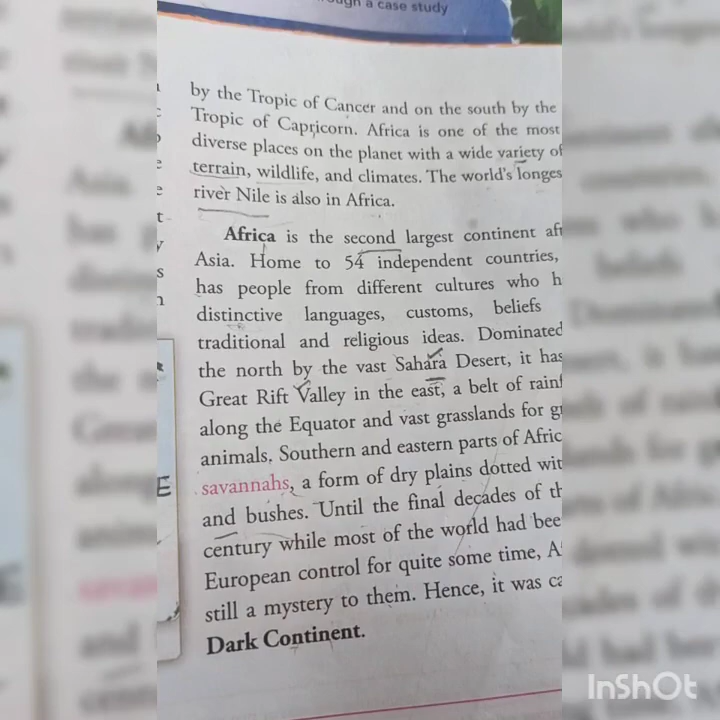 through a case study
by the Tropic of Cancer and on the south by the
Tropic of Capricorn. Africa is one of the most
diverse places on the planet with a wide variety of
terrain, wildlife, and climates. The world's longes
river Nile is also in Africa.
Africa is the second largest continent aft
Asia. Home to 54 independent countries,
has people from different cultures who h
distinctive languages, customs, beliefs
traditional and religious ideas. Dominated
the north by the vast Sahara Desert, it has
Great Rift Valley in the east, a belt of rainf
along the Equator and vast grasslands for g
animals. Southern and eastern parts of Afric
savannahs, a form of dry plains dotted wit
and bushes. Until the final decades of th
century while most of the world had bee
European control for quite some time, A
still a mystery to them. Hence, it was ca
Dark Continent.
InShOt